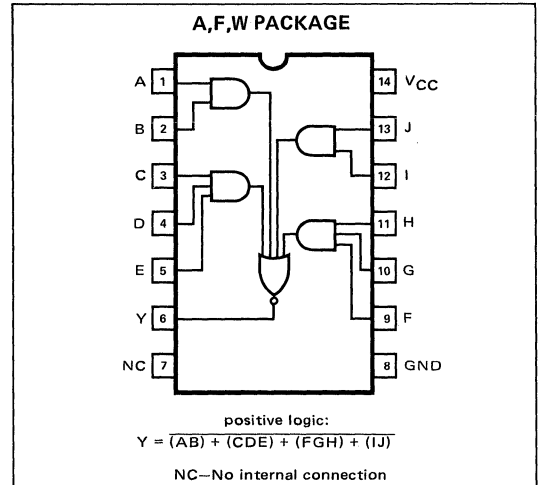 A,F,W PACKAGE
A 1
14 VCC
B 2
13 J
C 3
12 I
D 4
11 H
E 5
10 G
Y 6
9 F
NC 7
8 GND
positive logic:
Y = (AB) + (CDE) + (FGH) + (IJ)
NC—No internal connection